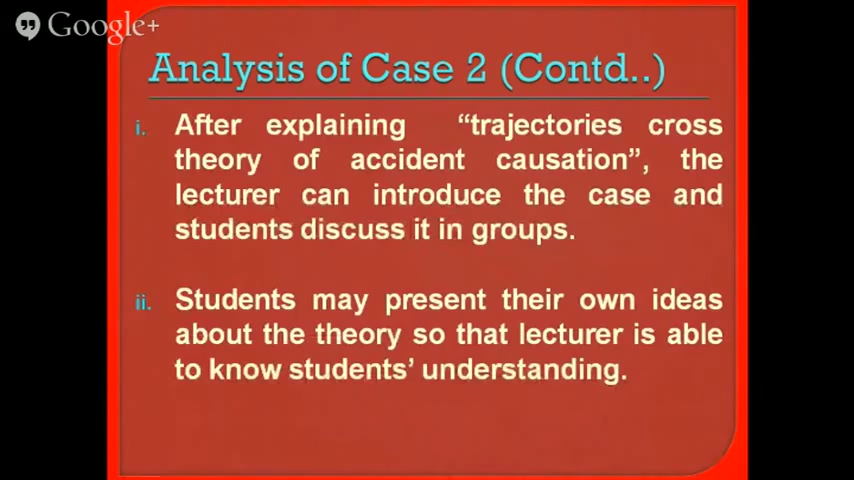 Google+
Analysis of Case 2 (Contd..)
i. After explaining "trajectories cross
theory of accident causation", the
lecturer can introduce the case and
students discuss it in groups.
ii. Students may present their own ideas
about the theory so that lecturer is able
to know students' understanding.